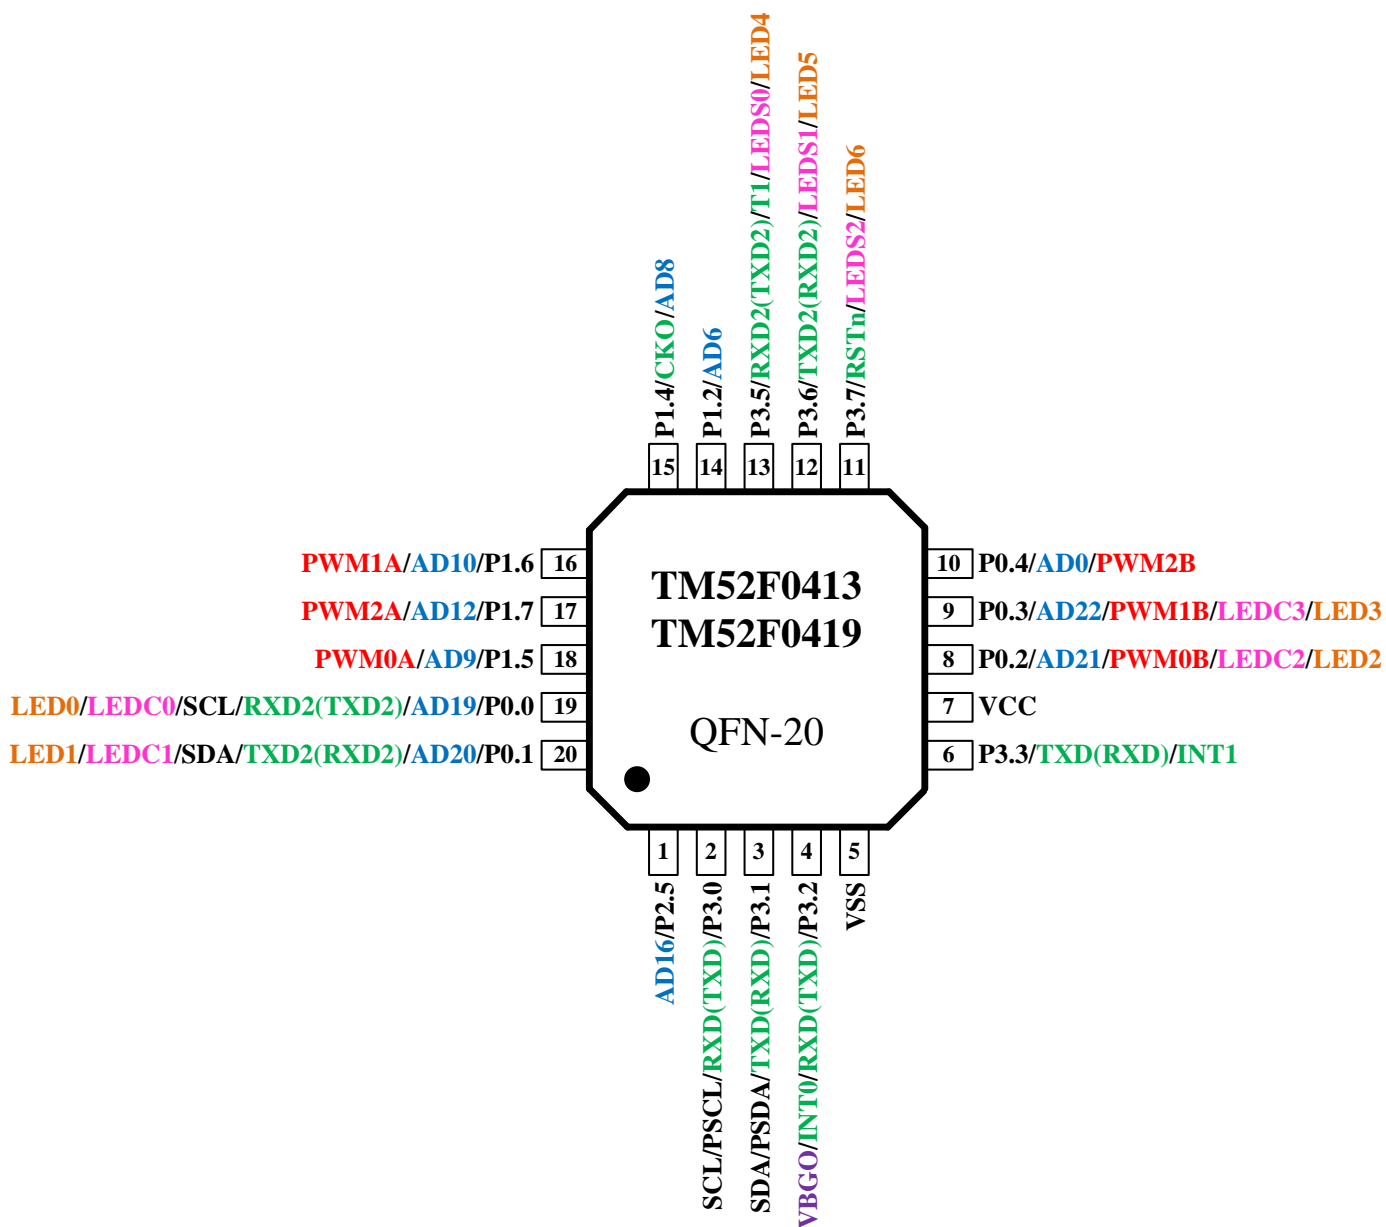 P1.4/CKO/AD8
P1.2/AD6
P3.5/RXD2(TXD2)/T1/LEDS0/LED4
P3.6/TXD2(RXD2)/LEDS1/LED5
P3.7/RSTn/LEDS2/LED6
15
14
13
12
11
PWM1A/AD10/P1.6 16
PWM2A/AD12/P1.7 17
PWM0A/AD9/P1.5 18
LED0/LEDC0/SCL/RXD2(TXD2)/AD19/P0.0 19
LED1/LEDC1/SDA/TXD2(RXD2)/AD20/P0.1 20
TM52F0413
TM52F0419
QFN-20
10 P0.4/AD0/PWM2B
9 P0.3/AD22/PWM1B/LEDC3/LED3
8 P0.2/AD21/PWM0B/LEDC2/LED2
7 VCC
6 P3.3/TXD(RXD)/INT1
1
2
3
4
5
AD16/P2.5
SCL/PSCL/RXD(TXD)/P3.0
SDA/PSDA/TXD(RXD)/P3.1
VBGO/INT0/RXD(TXD)/P3.2
VSS